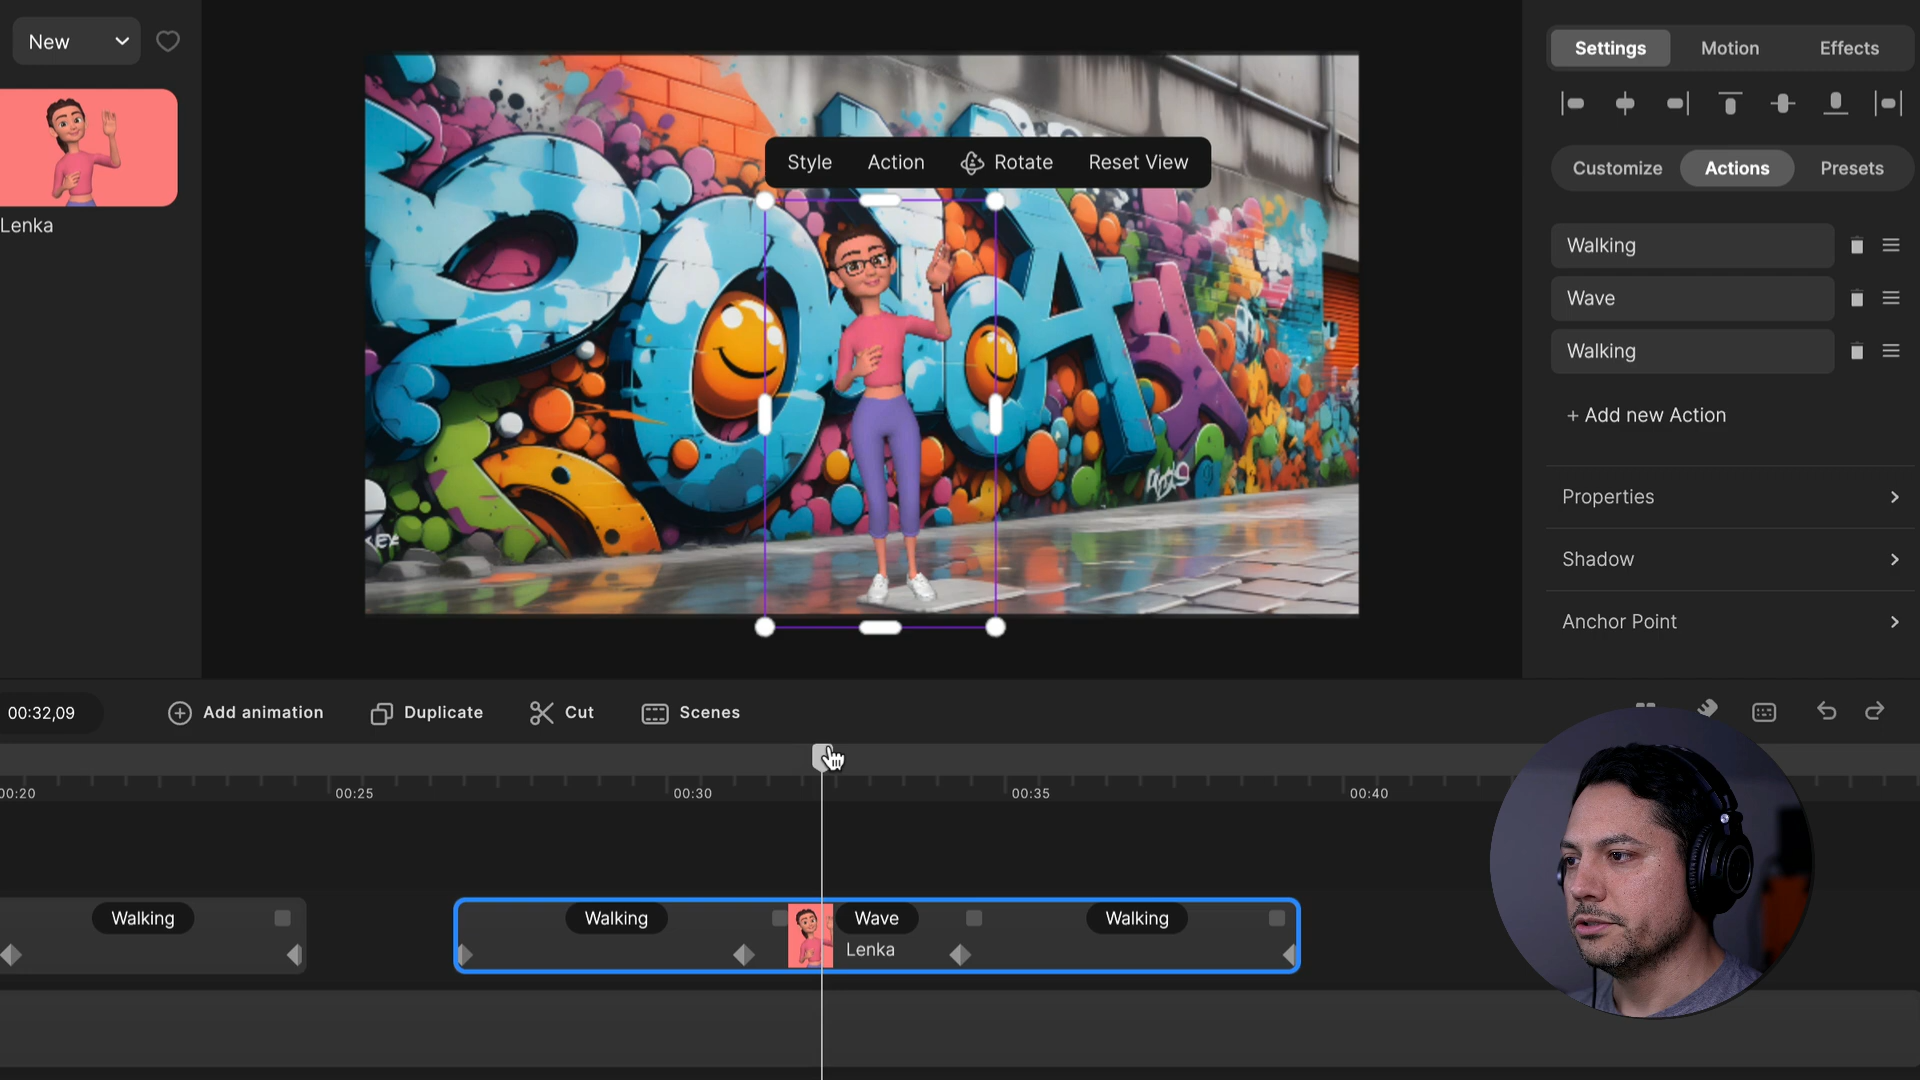 New
Settings
Motion
Effects
Style
Action
Rotate
Reset View
Customize
Actions
Presets
Lenka
Walking
Wave
Walking
+ Add new Action
Properties
Shadow
Anchor Point
00:32,09
Add animation
Duplicate
Cut
Scenes
00:20
00:25
00:30
00:35
00:40
Walking
Walking
Wave
Walking
Lenka